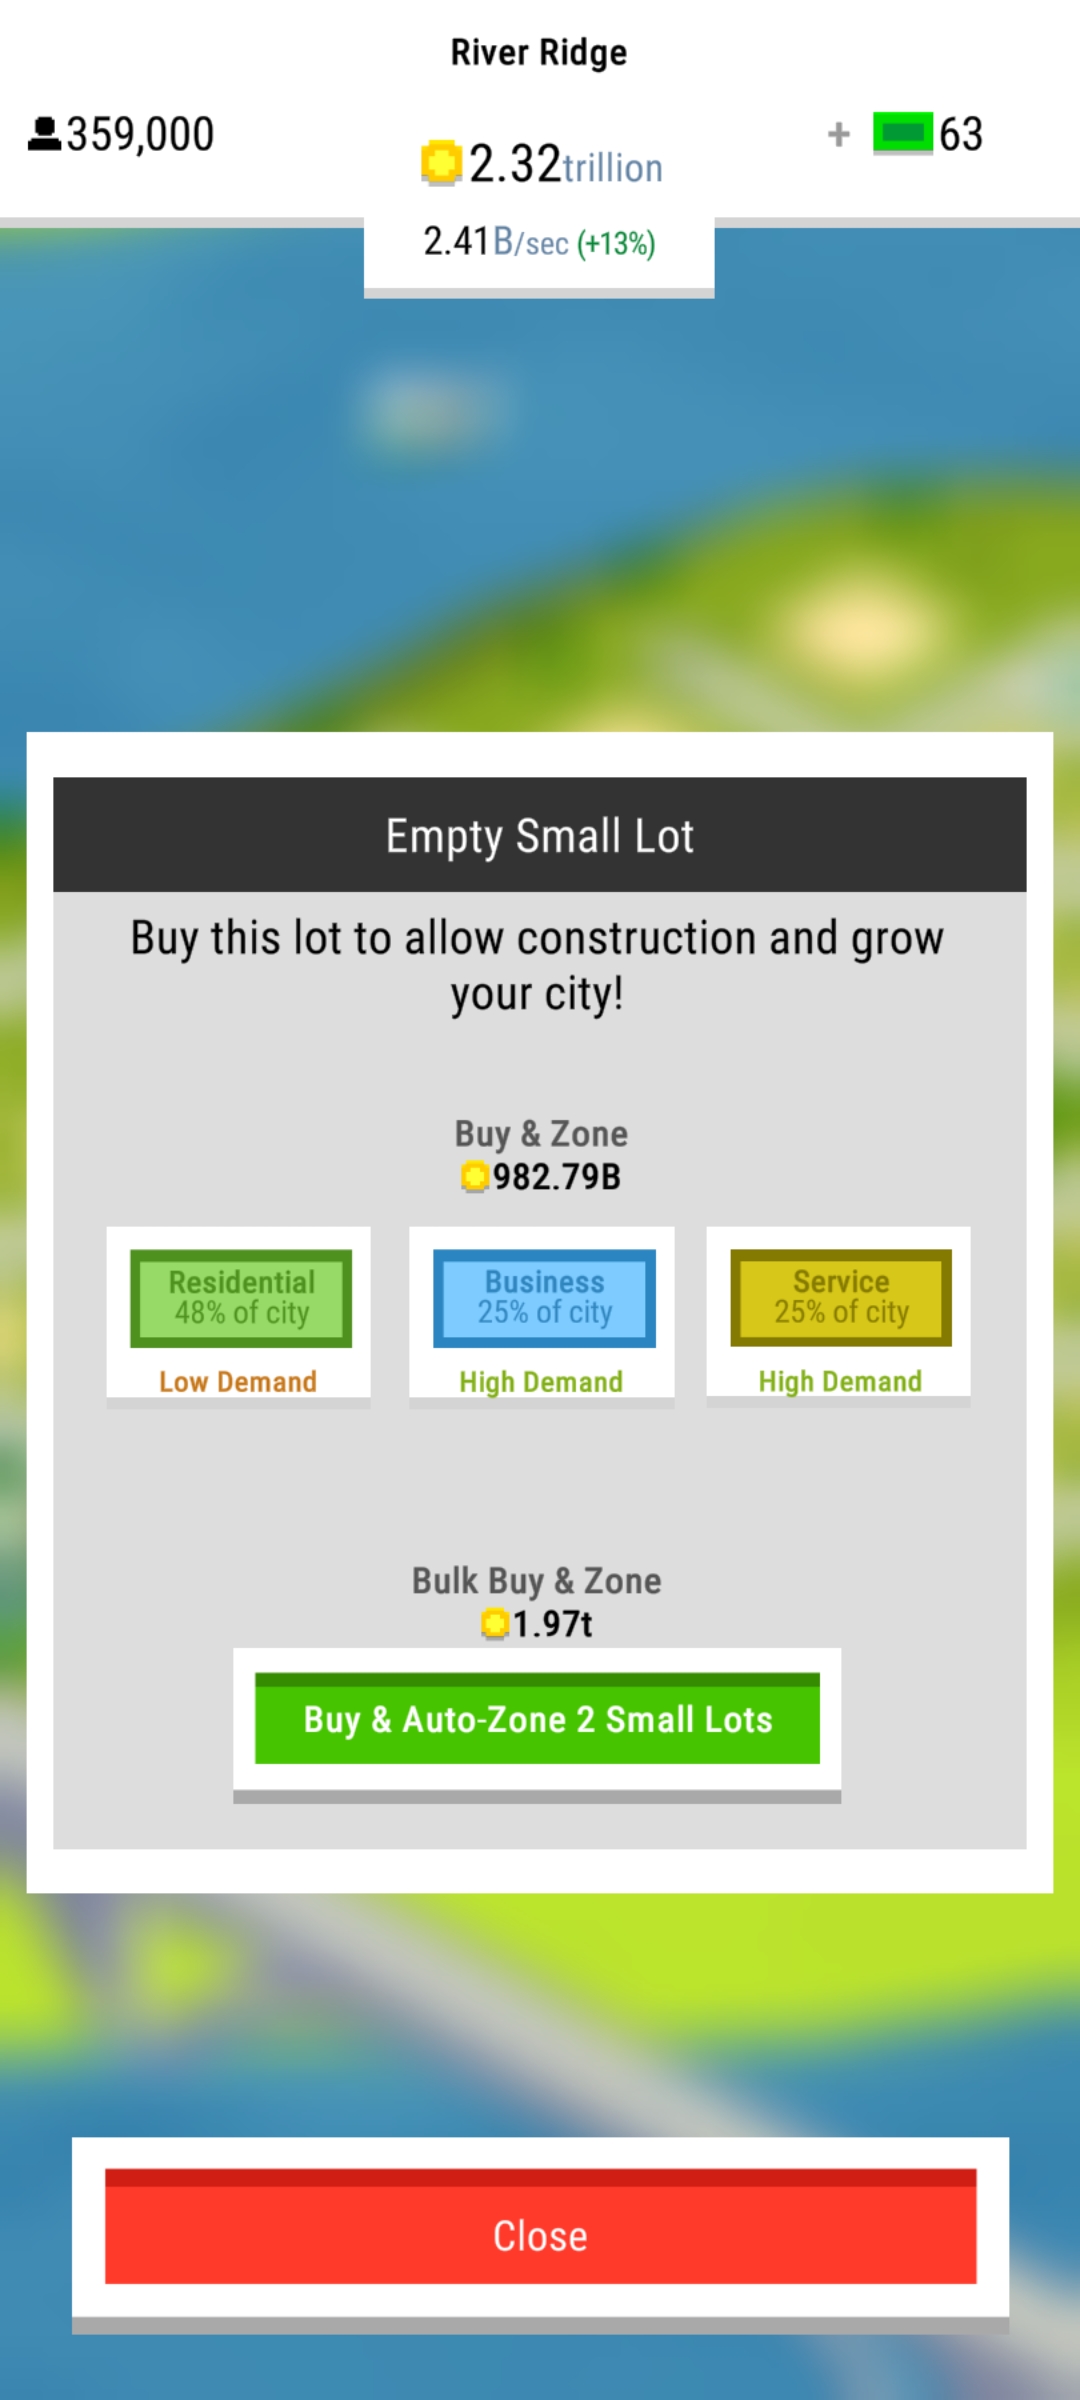 River Ridge
359,000
2.32trillion
+ 63
2.41B/sec (+13%)
Empty Small Lot
Buy this lot to allow construction and grow
your city!
Buy & Zone
982.79B
Residential
48% of city
Low Demand
Business
25% of city
High Demand
Service
25% of city
High Demand
Bulk Buy & Zone
1.97t
Buy & Auto-Zone 2 Small Lots
Close